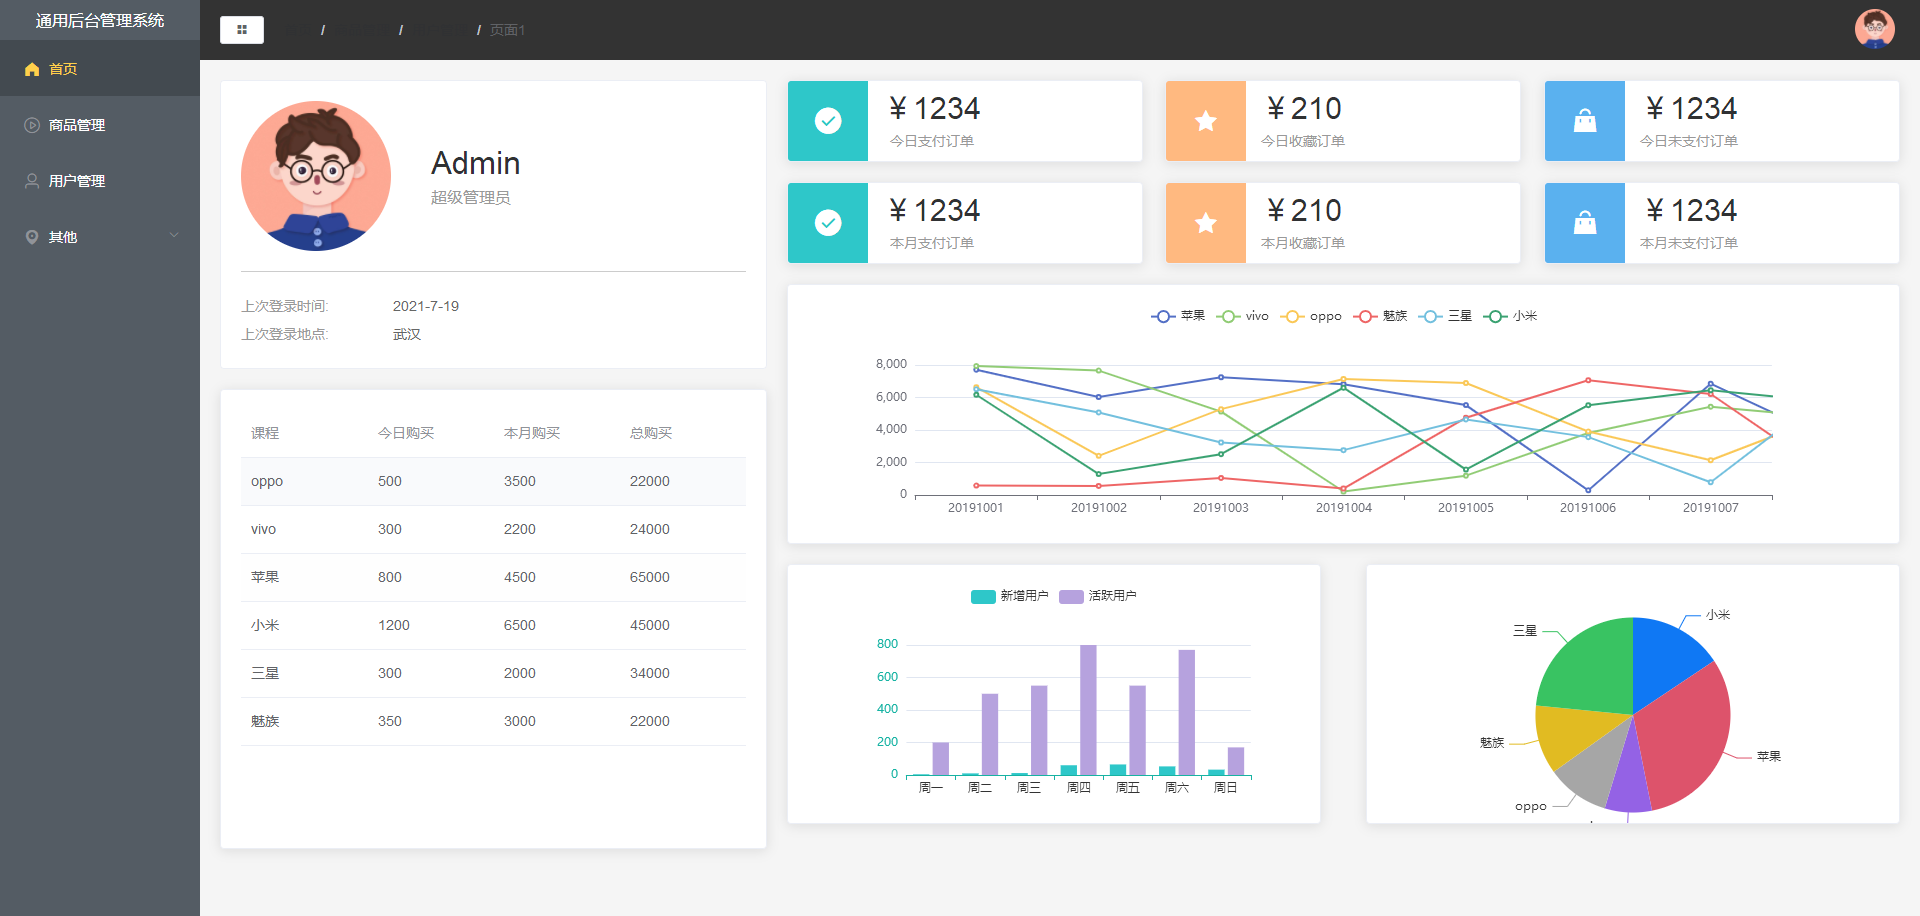 通用后台管理系统
首页
商品管理
用户管理
其他
/ / / 页面1
Admin
超级管理员
上次登录时间: 2021-7-19
上次登录地点: 武汉
课程 今日购买 本月购买 总购买
oppo 500 3500 22000
vivo 300 2200 24000
苹果 800 4500 65000
小米 1200 6500 45000
三星 300 2000 34000
魅族 350 3000 22000
¥ 1234
今日支付订单
¥ 210
今日收藏订单
¥ 1234
今日未支付订单
¥ 1234
本月支付订单
¥ 210
本月收藏订单
¥ 1234
本月未支付订单
苹果 vivo oppo 魅族 三星 小米
8,000
6,000
4,000
2,000
0
20191001 20191002 20191003 20191004 20191005 20191006 20191007
新增用户 活跃用户
800
600
400
200
0
周一 周二 周三 周四 周五 周六 周日
小米
三星
魅族
苹果
oppo